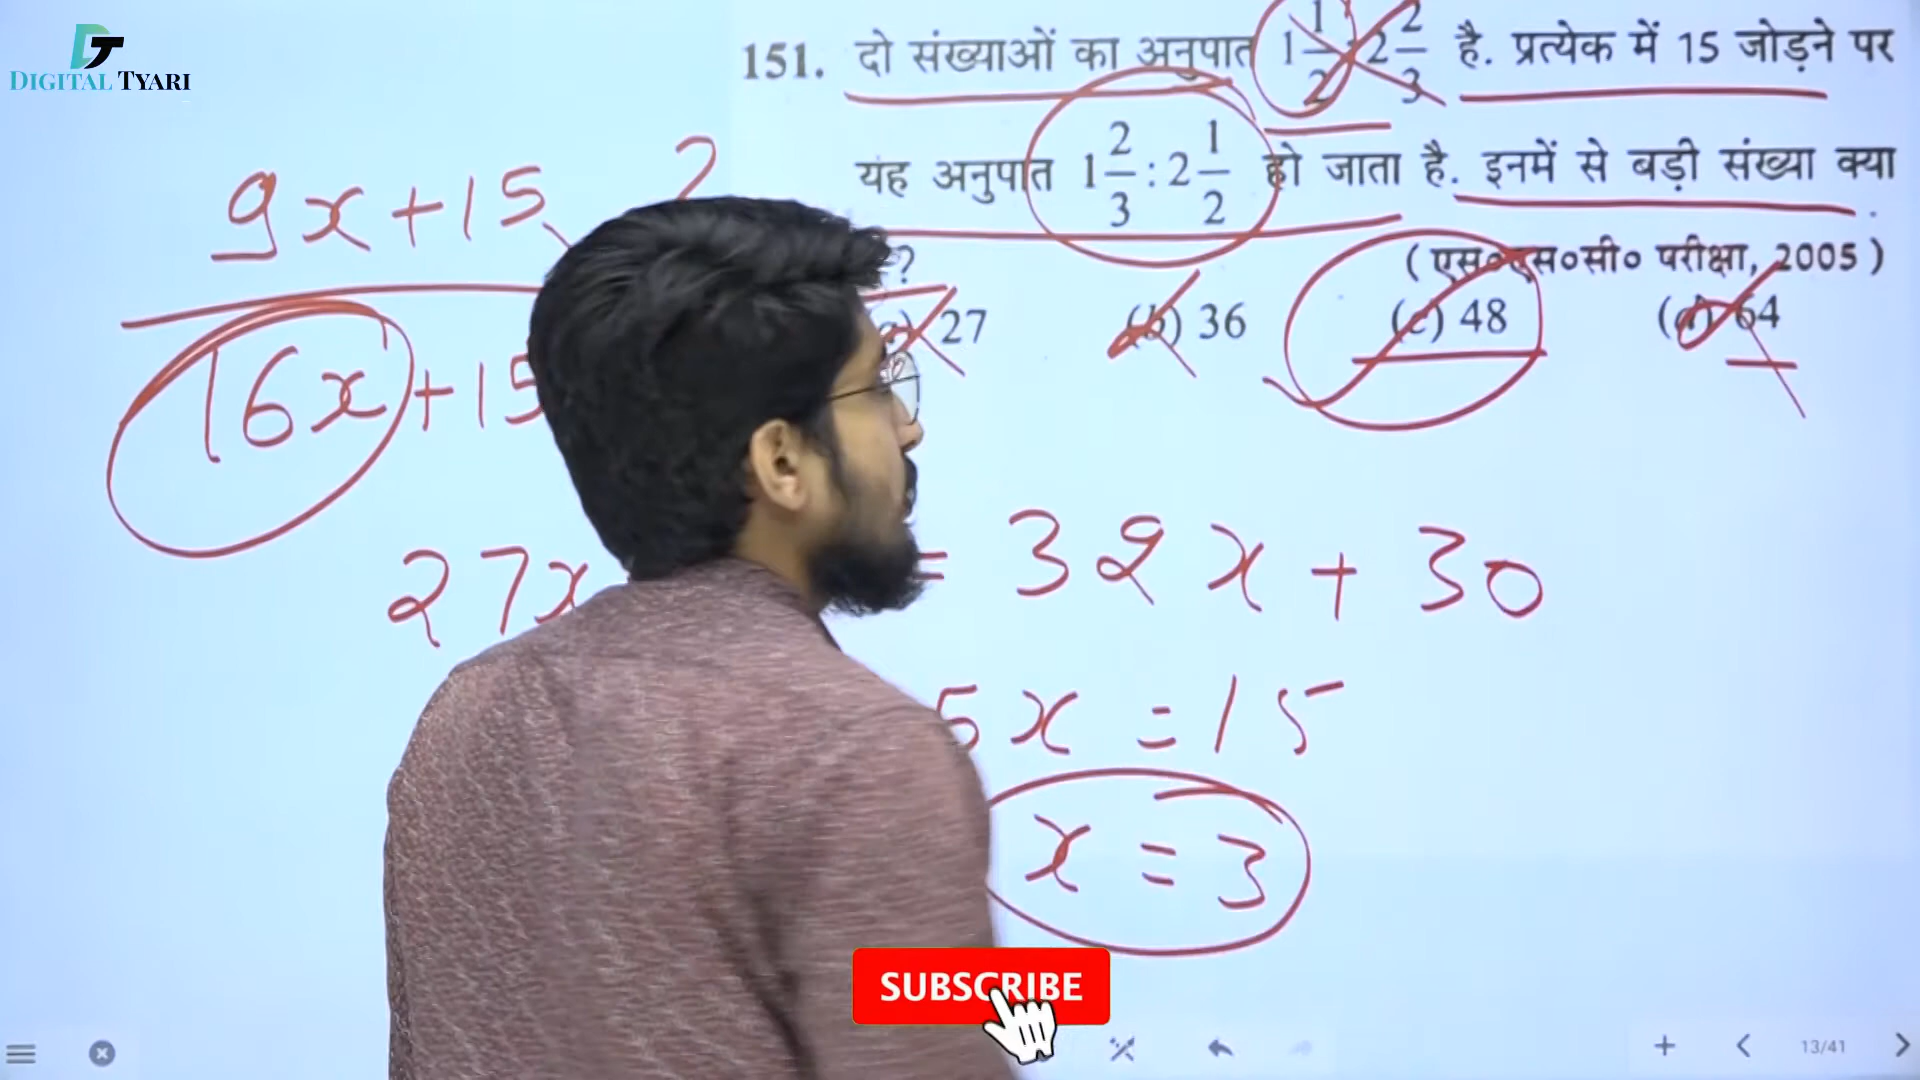 DIGITAL TYARI
151. दो संख्याओं का अनुपात 1 1/2 : 2 2/3 है. प्रत्येक में 15 जोड़ने पर
यह अनुपात 1 2/3 : 2 1/2 हो जाता है. इनमें से बड़ी संख्या क्या
?
(एस०एस०सी० परीक्षा, 2005)
(a) 27 (b) 36 (c) 48 (d) 64
9x+15
16x+15
27x = 32x + 30
5x = 15
x = 3
SUBSCRIBE
13/41